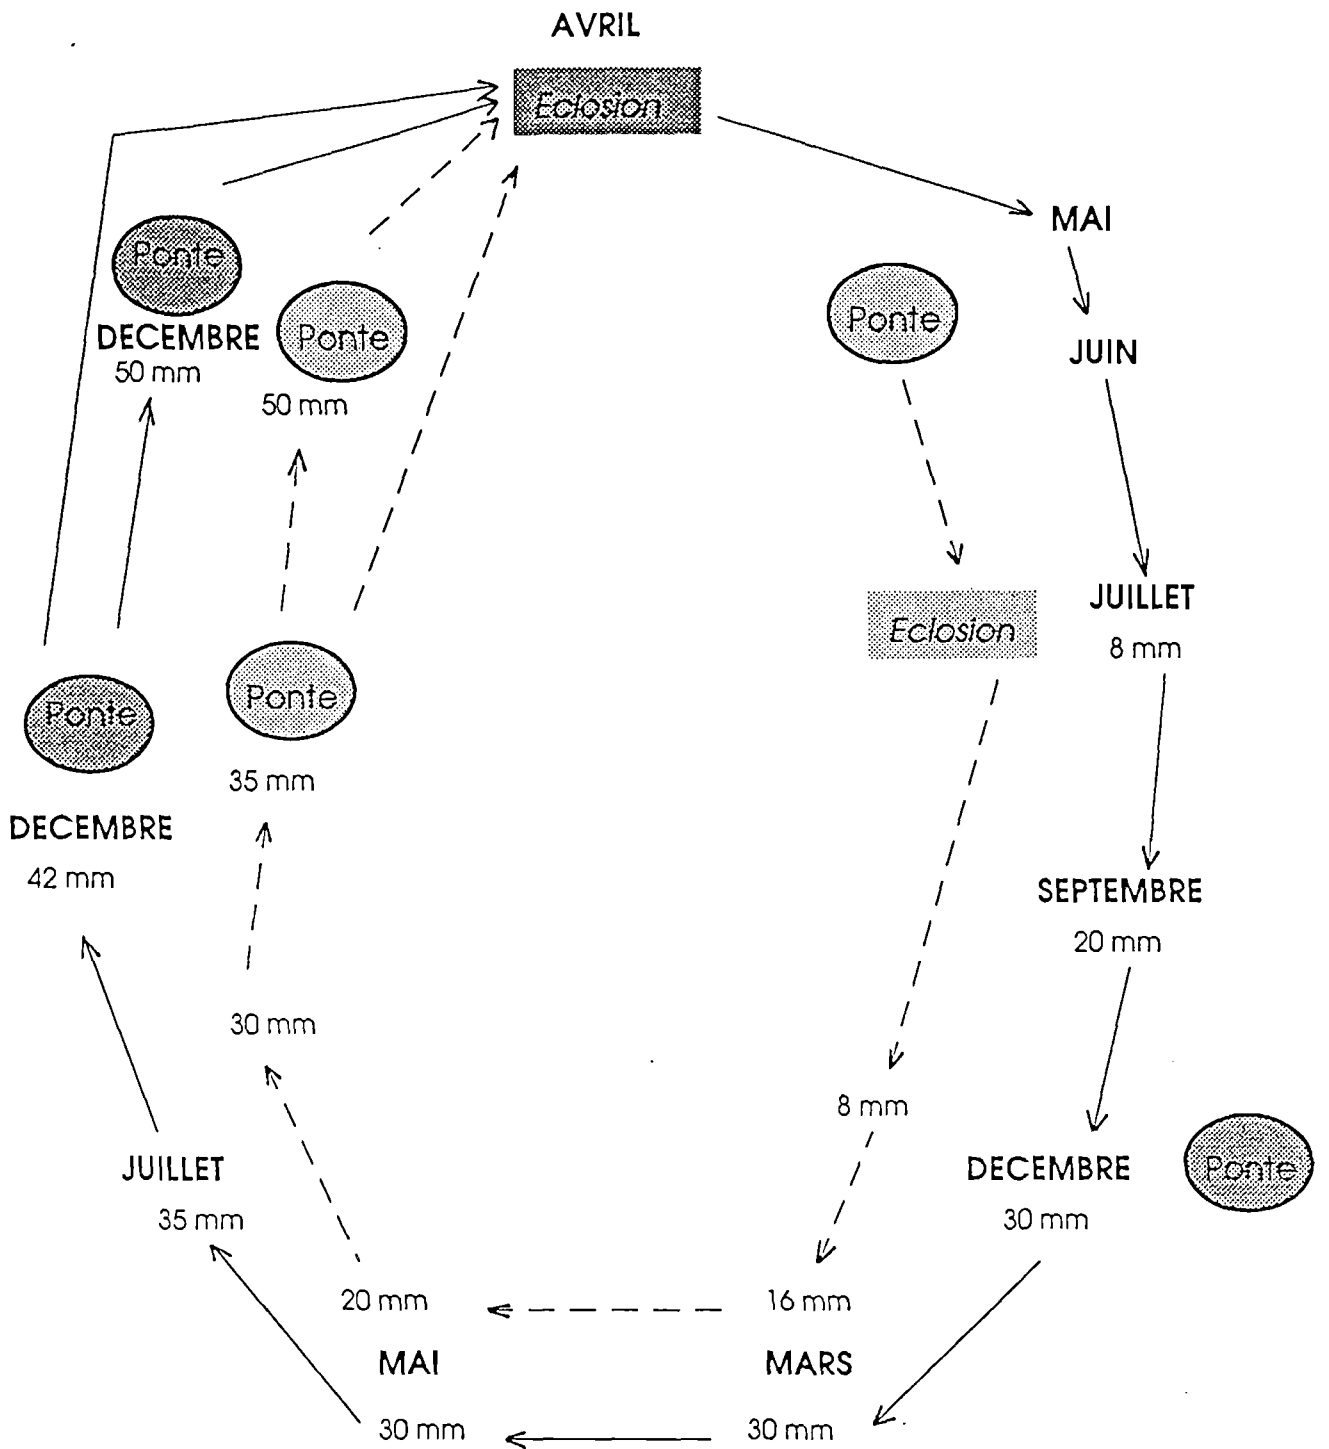 AVRIL
Eclosion
MAI
Ponte
JUIN
Ponte
DECEMBRE
50 mm
Ponte
50 mm
Eclosion
JUILLET
8 mm
Ponte
35 mm
Ponte
DECEMBRE
42 mm
SEPTEMBRE
20 mm
30 mm
8 mm
DECEMBRE
30 mm
Ponte
JUILLET
35 mm
20 mm
16 mm
MAI
MARS
30 mm
30 mm